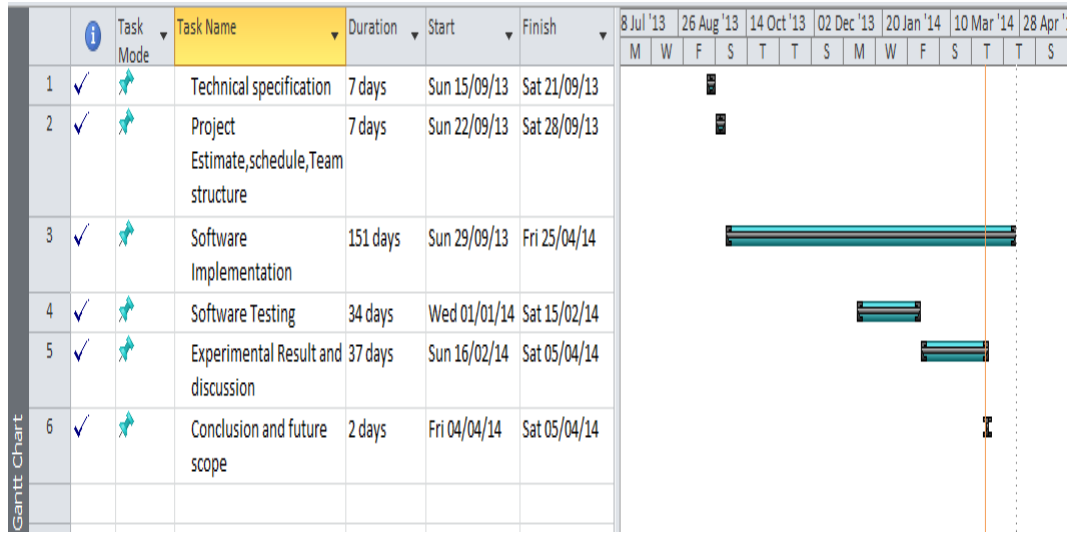 Task Mode Task Name Duration Start Finish
8 Jul '13 26 Aug '13 14 Oct '13 02 Dec '13 20 Jan '14 10 Mar '14 28 Apr
M W F S T T S M W F S T T S
1 Technical specification 7 days Sun 15/09/13 Sat 21/09/13
2 Project 7 days Sun 22/09/13 Sat 28/09/13
Estimate,schedule,Team
structure
3 Software 151 days Sun 29/09/13 Fri 25/04/14
Implementation
4 Software Testing 34 days Wed 01/01/14 Sat 15/02/14
5 Experimental Result and 37 days Sun 16/02/14 Sat 05/04/14
discussion
6 Conclusion and future 2 days Fri 04/04/14 Sat 05/04/14
scope
Gantt Chart